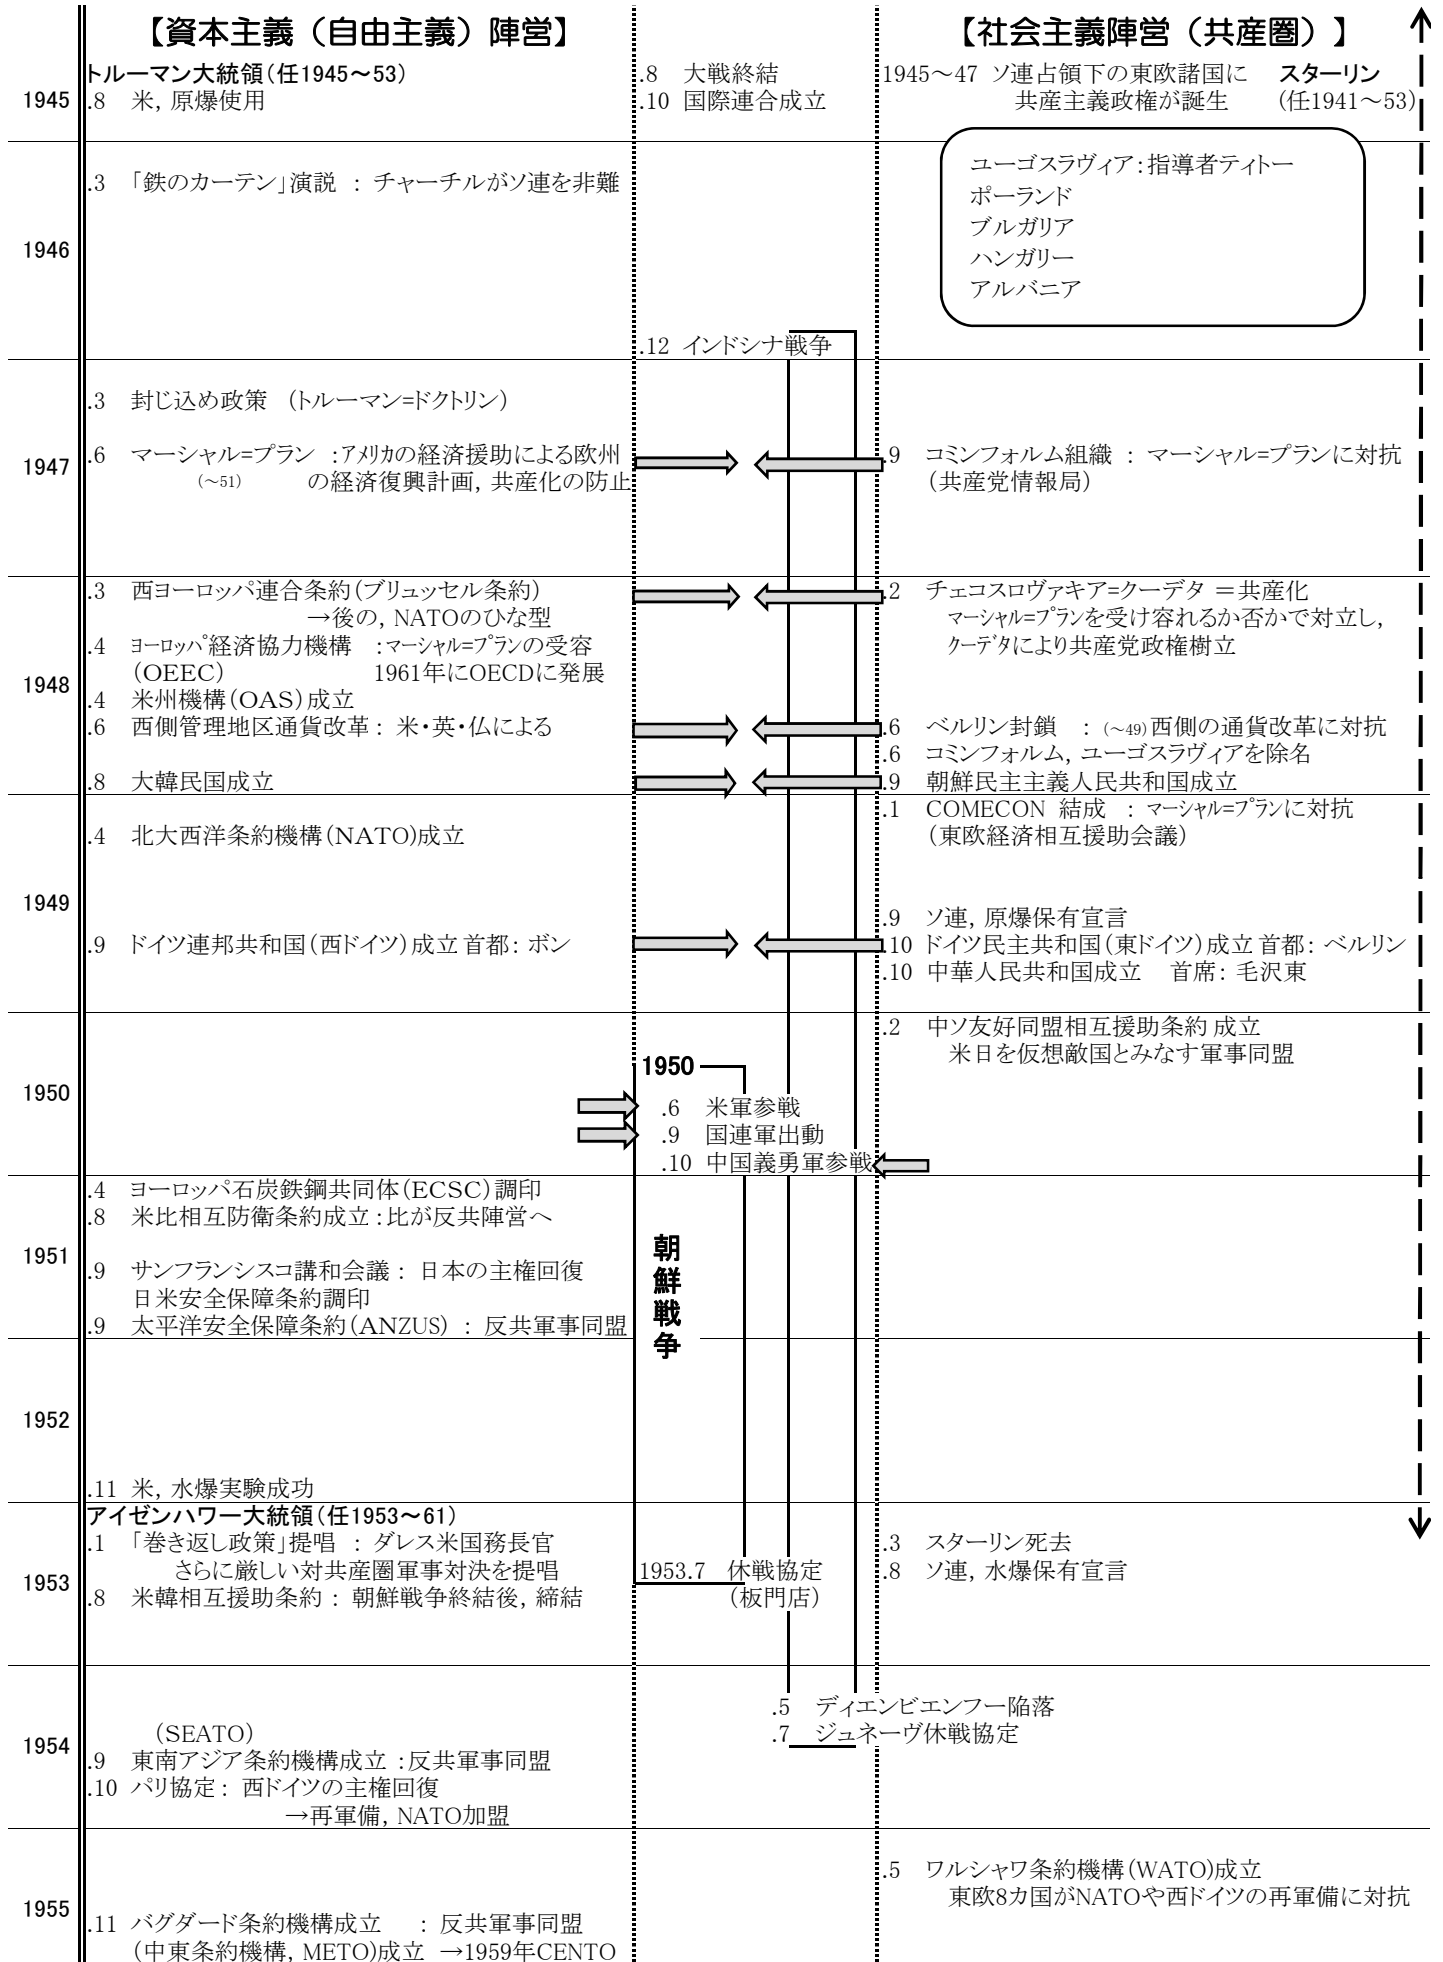 【資本主義（自由主義）陣営】
【社会主義陣営（共産圏）】
トルーマン大統領（任1945～53）
.8 大戦終結
1945～47 ソ連占領下の東欧諸国に スターリン
1945
.8 米，原爆使用
.10 国際連合成立
共産主義政権が誕生 （任1941～53）
1946
.3 「鉄のカーテン」演説 ： チャーチルがソ連を非難
ユーゴスラヴィア：指導者ティトー
ポーランド
ブルガリア
ハンガリー
アルバニア
.12 インドシナ戦争
1947
.3 封じ込め政策 （トルーマン=ドクトリン）
.6 マーシャル=プラン ：アメリカの経済援助による欧州
（～51） の経済復興計画，共産化の防止
.9 コミンフォルム組織 ： マーシャル=プランに対抗
（共産党情報局）
1948
.3 西ヨーロッパ連合条約（ブリュッセル条約）
→後の，NATOのひな型
.4 ヨーロッパ経済協力機構 ：マーシャル=プランの受容
（OEEC） 1961年にOECDに発展
.4 米州機構（OAS）成立
.6 西側管理地区通貨改革： 米・英・仏による
.8 大韓民国成立
.2 チェコスロヴァキア=クーデタ ＝共産化
マーシャル=プランを受け容れるか否かで対立し，
クーデタにより共産党政権樹立
.6 ベルリン封鎖 ： （～49）西側の通貨改革に対抗
.6 コミンフォルム，ユーゴスラヴィアを除名
.9 朝鮮民主主義人民共和国成立
1949
.4 北大西洋条約機構（NATO）成立
.9 ドイツ連邦共和国（西ドイツ）成立 首都： ボン
.1 COMECON 結成 ： マーシャル=プランに対抗
（東欧経済相互援助会議）
.9 ソ連，原爆保有宣言
.10 ドイツ民主共和国（東ドイツ）成立 首都： ベルリン
.10 中華人民共和国成立 首席： 毛沢東
1950
.2 中ソ友好同盟相互援助条約 成立
米日を仮想敵国とみなす軍事同盟
1950
.6 米軍参戦
.9 国連軍出動
.10 中国義勇軍参戦
朝鮮戦争
1951
.4 ヨーロッパ石炭鉄鋼共同体（ECSC）調印
.8 米比相互防衛条約成立：比が反共陣営へ
.9 サンフランシスコ講和会議： 日本の主権回復
日米安全保障条約調印
.9 太平洋安全保障条約（ANZUS） ： 反共軍事同盟
1952
.11 米，水爆実験成功
アイゼンハワー大統領（任1953～61）
1953
.1 「巻き返し政策」提唱 ： ダレス米国務長官
さらに厳しい対共産圏軍事対決を提唱
.8 米韓相互援助条約： 朝鮮戦争終結後，締結
1953.7 休戦協定
（板門店）
.3 スターリン死去
.8 ソ連，水爆保有宣言
1954
.5 ディエンビエンフー陥落
.7 ジュネーヴ休戦協定
（SEATO）
.9 東南アジア条約機構成立 ：反共軍事同盟
.10 パリ協定： 西ドイツの主権回復
→再軍備，NATO加盟
1955
.5 ワルシャワ条約機構（WATO）成立
東欧8カ国がNATOや西ドイツの再軍備に対抗
.11 バグダード条約機構成立 ： 反共軍事同盟
（中東条約機構，METO）成立 →1959年CENTO